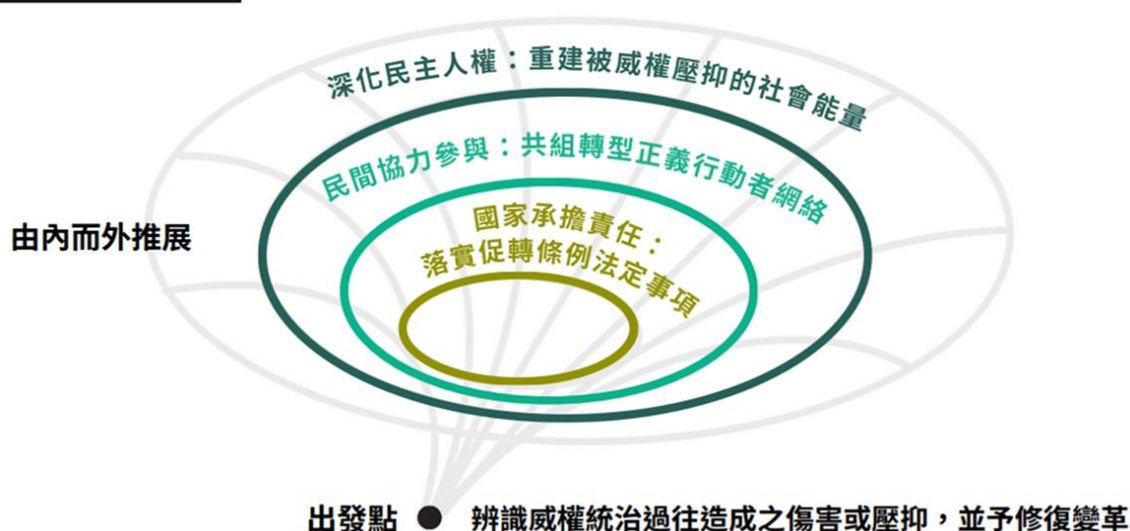 深化民主人權：重建被威權壓抑的社會能量
民間協力參與：共組轉型正義行動者網絡
國家承擔責任：
落實促轉條例法定事項
由內而外推展
出發點 ● 辨識威權統治過往造成之傷害或壓抑，並予修復變革